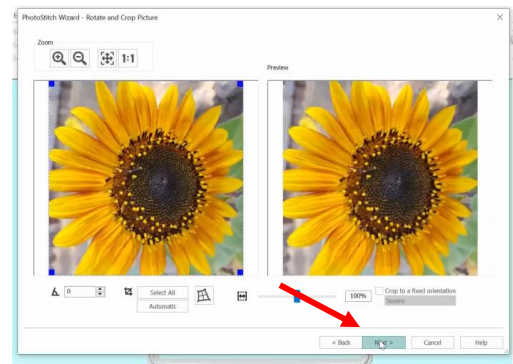 PhotoStitch Wizard - Rotate and Crop Picture
Zoom
1:1
Preview
0
Select All
Automatic
100%
Crop to a fixed orientation
Square
< Back
Next >
Cancel
Help